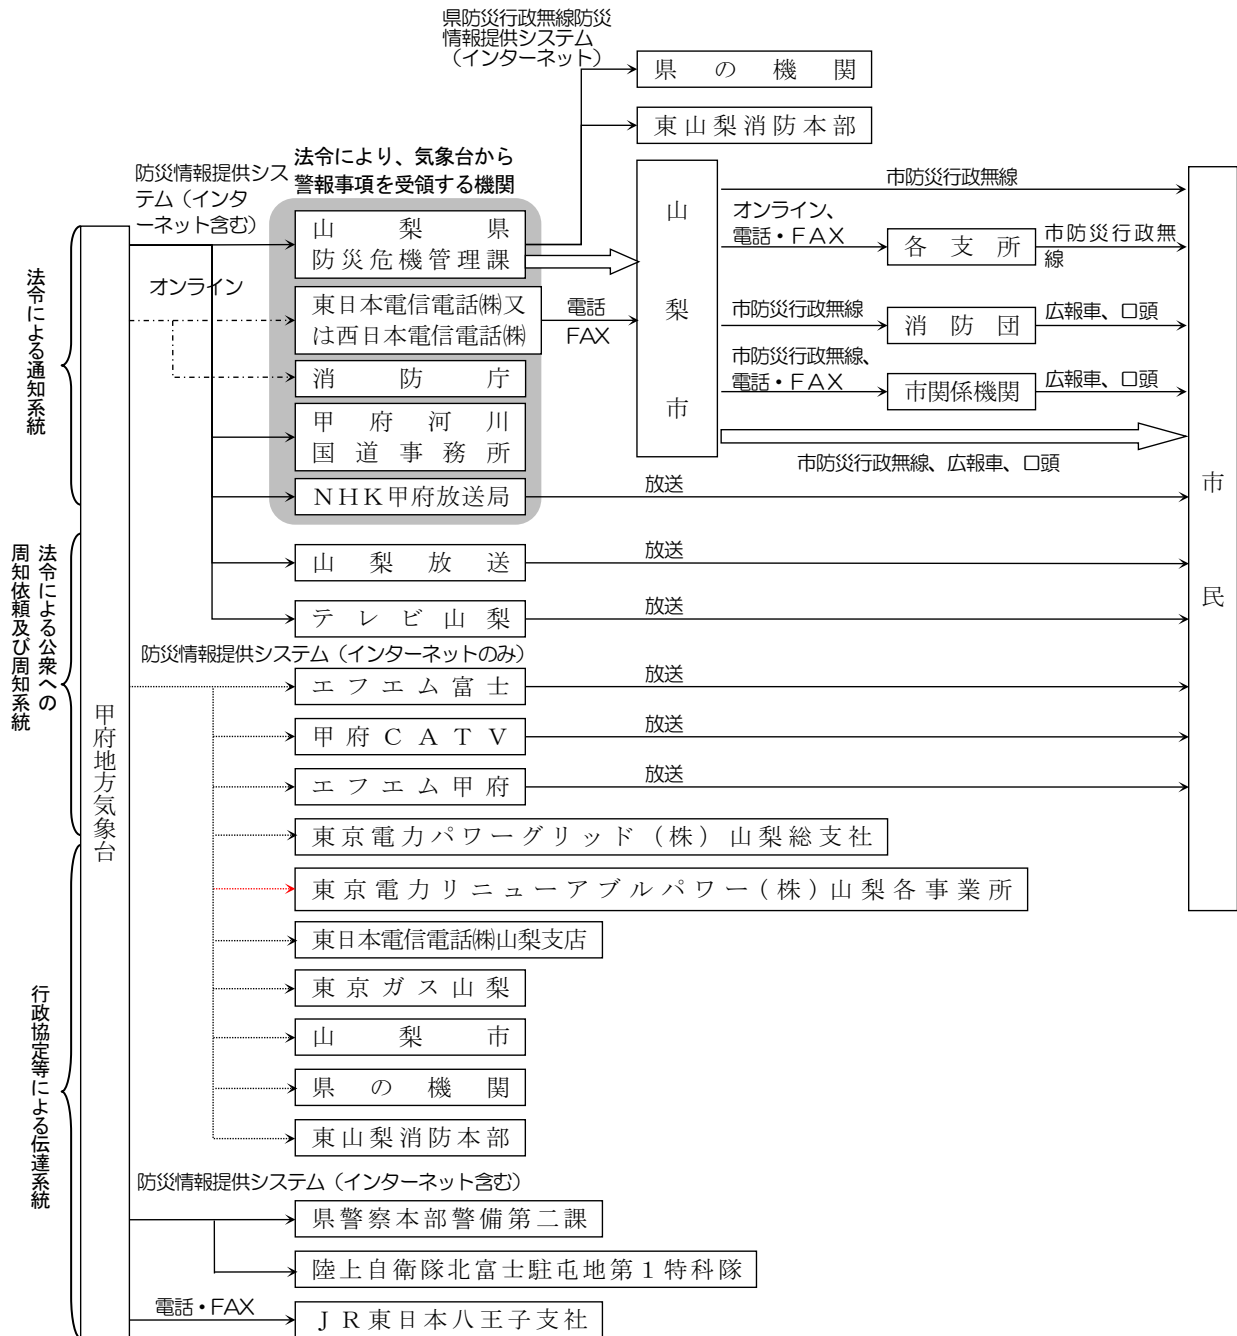 県防災行政無線防災
情報提供システム
（インターネット）
県の機関
東山梨消防本部
防災情報提供シス
テム（インタ
ーネット含む）
法令により、気象台から
警報事項を受領する機関
山梨県
防災危機管理課
オンライン
東日本電信電話㈱又
は西日本電信電話㈱
電話
FAX
消防庁
甲府河川
国道事務所
NHK甲府放送局
放送
山梨市
市防災行政無線
オンライン、
電話・FAX
各支所
市防災行政無
線
市防災行政無線
消防団
広報車、口頭
市防災行政無線、
電話・FAX
市関係機関
広報車、口頭
市防災行政無線、広報車、口頭
市民
法令による通知系統
法令による公衆への
周知依頼及び周知系統
行政協定等による伝達系統
甲府地方気象台
山梨放送
放送
テレビ山梨
放送
防災情報提供システム（インターネットのみ）
エフエム富士
放送
甲府CATV
放送
エフエム甲府
放送
東京電力パワーグリッド（株）山梨総支社
東京電力リニューアブルパワー（株）山梨各事業所
東日本電信電話㈱山梨支店
東京ガス山梨
山梨市
県の機関
東山梨消防本部
防災情報提供システム（インターネット含む）
県警察本部警備第二課
陸上自衛隊北富士駐屯地第１特科隊
電話・FAX
ＪＲ東日本八王子支社